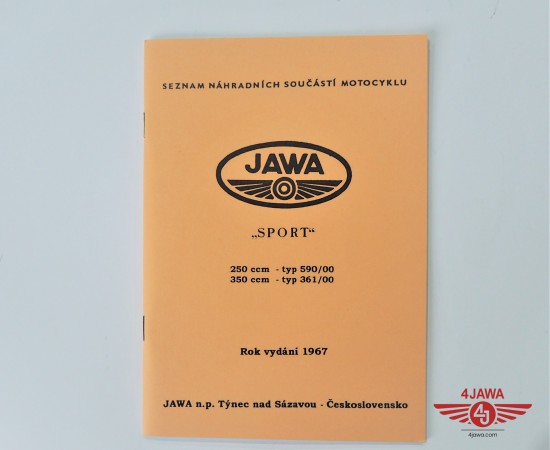 SEZNAM NÁHRADNÍCH SOUČÁSTÍ MOTOCYKLU
JAWA
„SPORT“
250 ccm - typ 590/00
350 ccm - typ 361/00
Rok vydání 1967
JAWA n.p. Týnec nad Sázavou - Československo
4JAWA
4J
4jawa.com